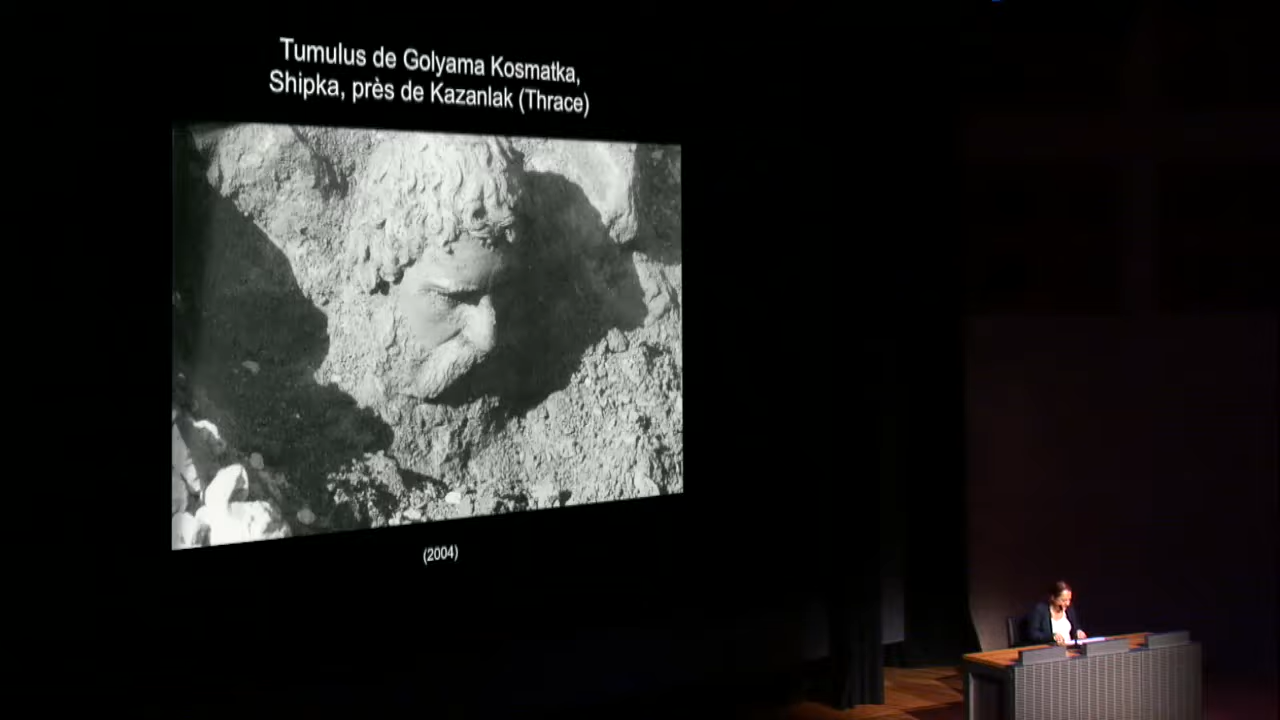 Tumulus de Golyama Kosmatka,
Shipka, près de Kazanlak (Thrace)
(2004)